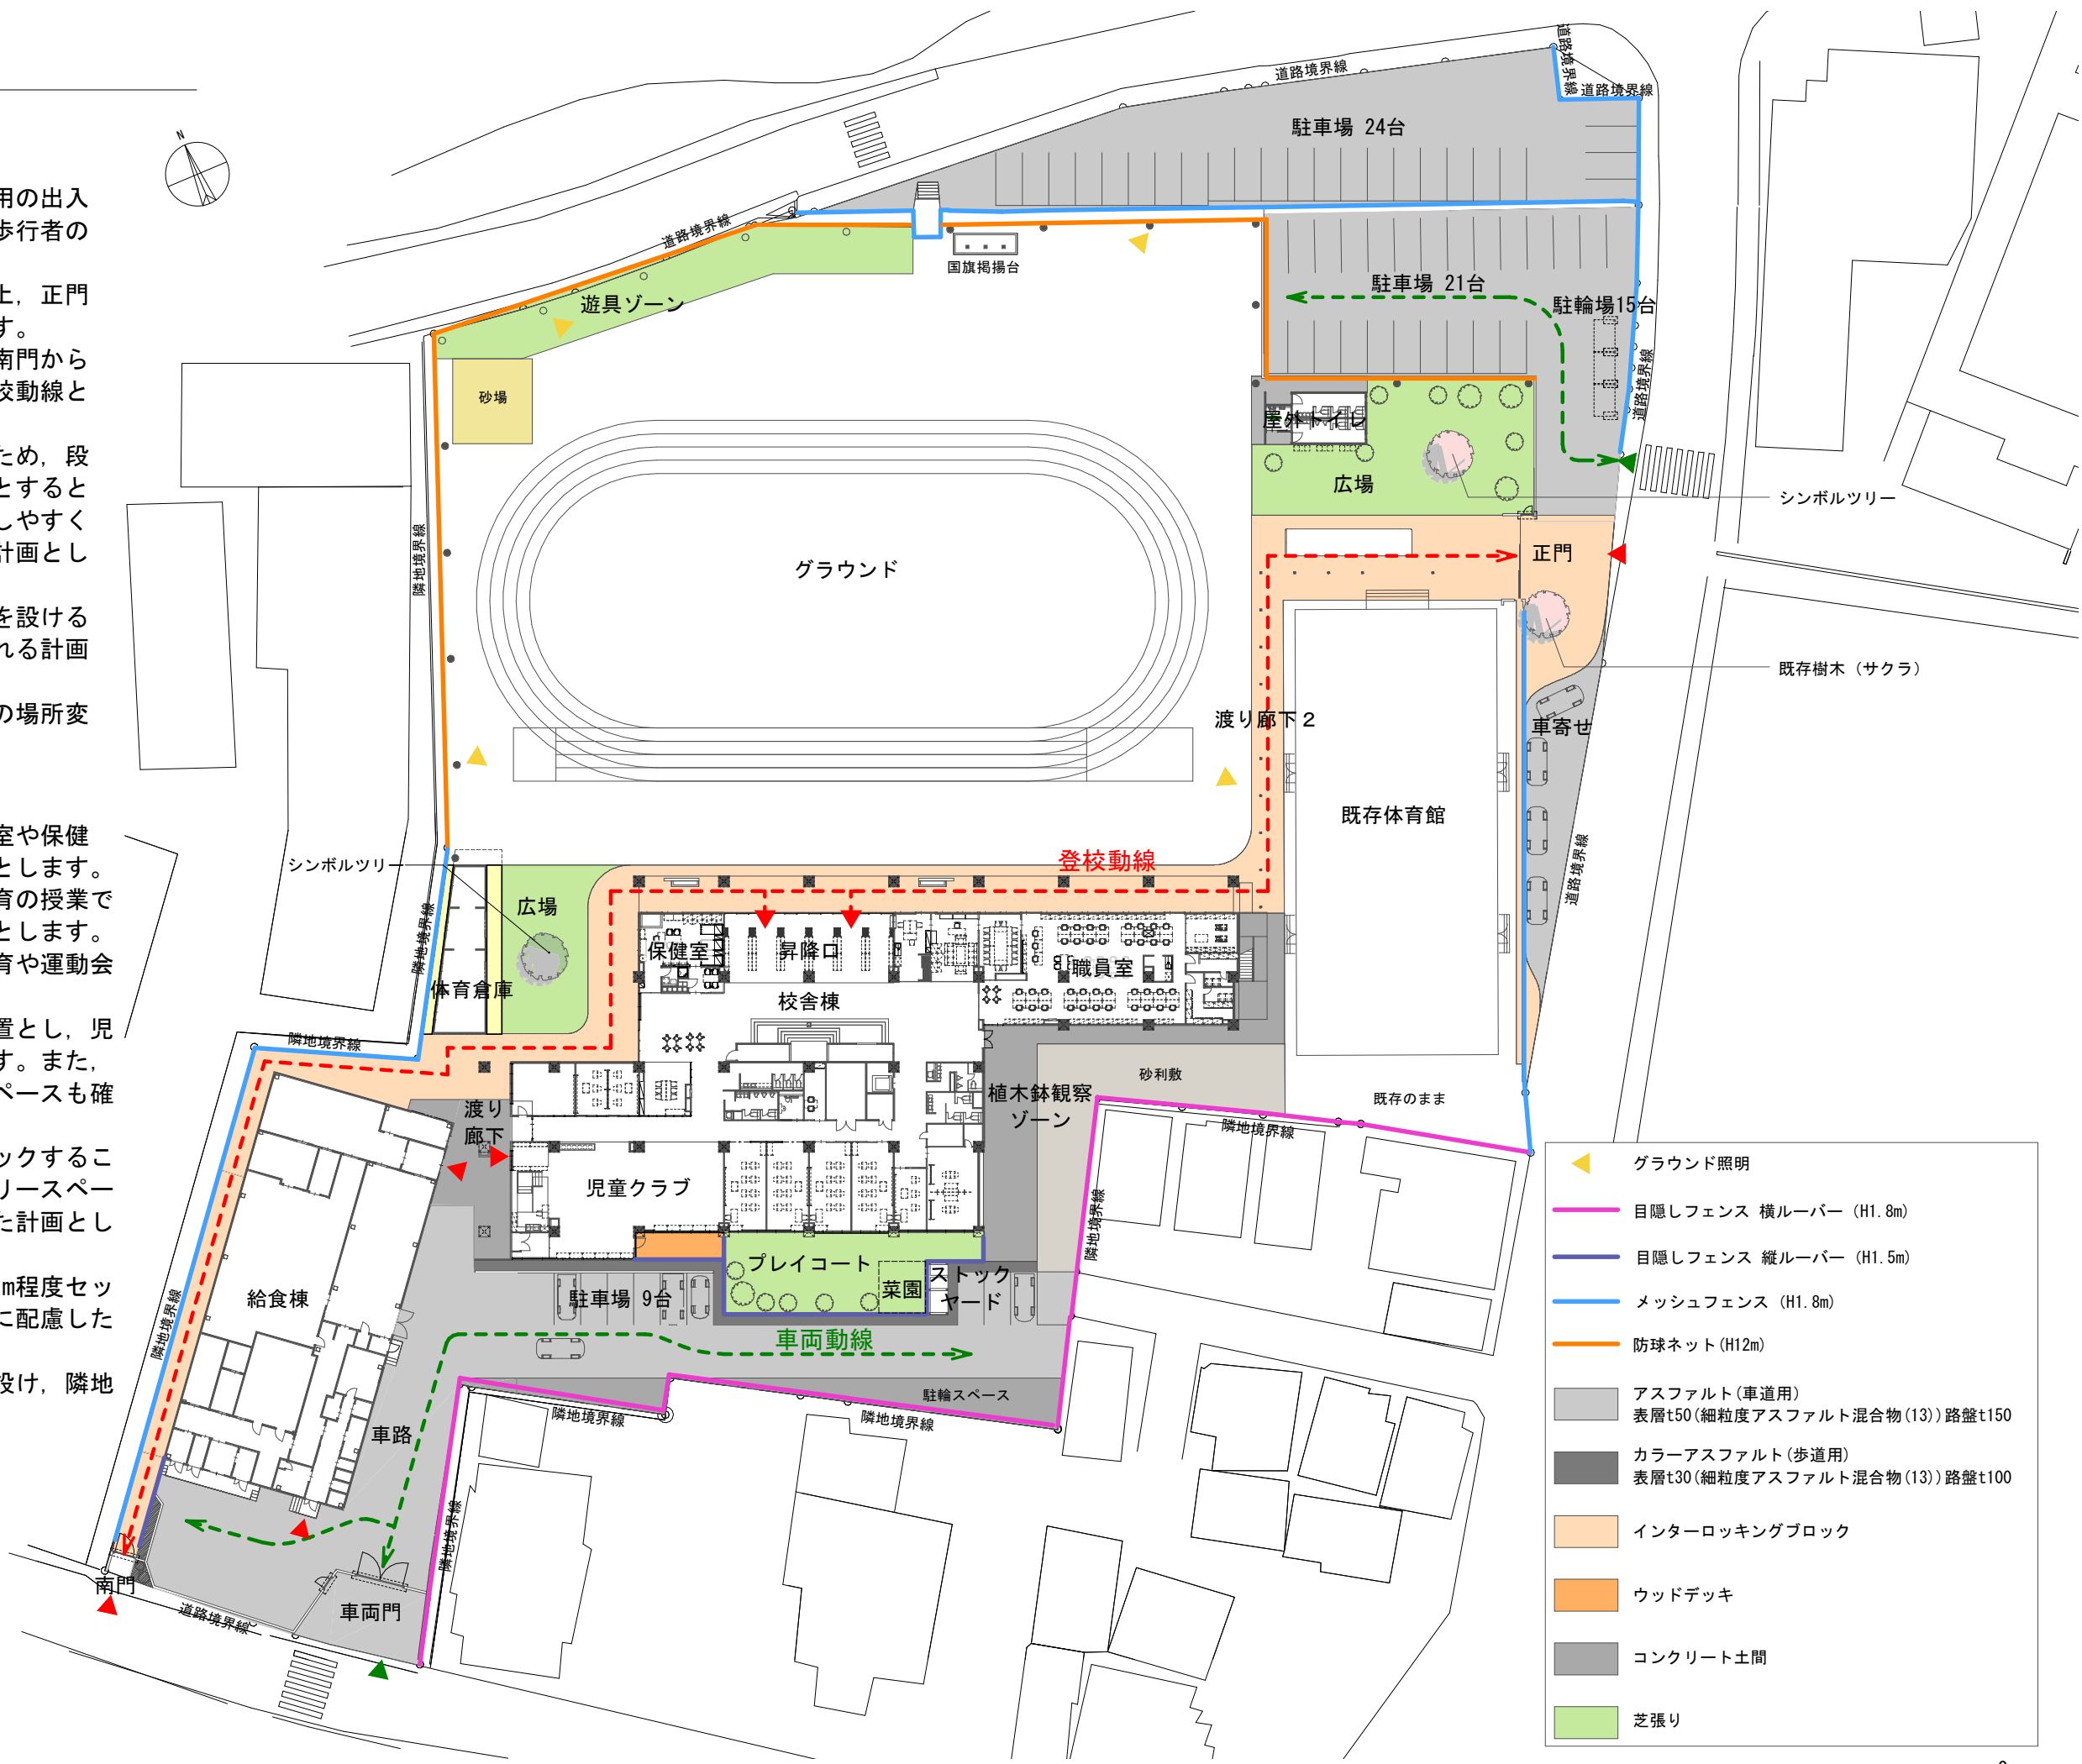 用の出入
歩行者の
上，正門
す。
南門から
校動線と
ため，段
とすると
しやすく
計画とし
を設ける
れる計画
の場所変
室や保健
とします。
育の授業で
とします。
育や運動会
置とし，児
す。また，
ペースも確
ックするこ
リースペー
た計画とし
m程度セッ
に配慮した
設け，隣地
N
道路境界線
道路境界線
道路境界線
駐車場 24台
道路境界線
国旗掲揚台
遊具ゾーン
駐車場 21台
駐輪場15台
道路境界線
砂場
屋外トイレ
広場
シンボルツリー
隣地境界線
グラウンド
正門
既存樹木（サクラ）
渡り廊下２
車寄せ
既存体育館
道路境界線
シンボルツリー
登校動線
広場
隣地境界線
体育倉庫
保健室
昇降口
職員室
校舎棟
隣地境界線
砂利敷
植木鉢観察
ゾーン
既存のまま
隣地境界線
渡り
廊下
児童クラブ
隣地境界線
プレイコート
菜園
ストック
ヤード
給食棟
駐車場 9台
車両動線
隣地境界線
駐輪スペース
隣地境界線
隣地境界線
車路
隣地境界線
南門
道路境界線
車両門
グラウンド照明
目隠しフェンス 横ルーバー (H1.8m)
目隠しフェンス 縦ルーバー (H1.5m)
メッシュフェンス (H1.8m)
防球ネット(H12m)
アスファルト(車道用)
表層t50(細粒度アスファルト混合物(13))路盤t150
カラーアスファルト(歩道用)
表層t30(細粒度アスファルト混合物(13))路盤t100
インターロッキングブロック
ウッドデッキ
コンクリート土間
芝張り